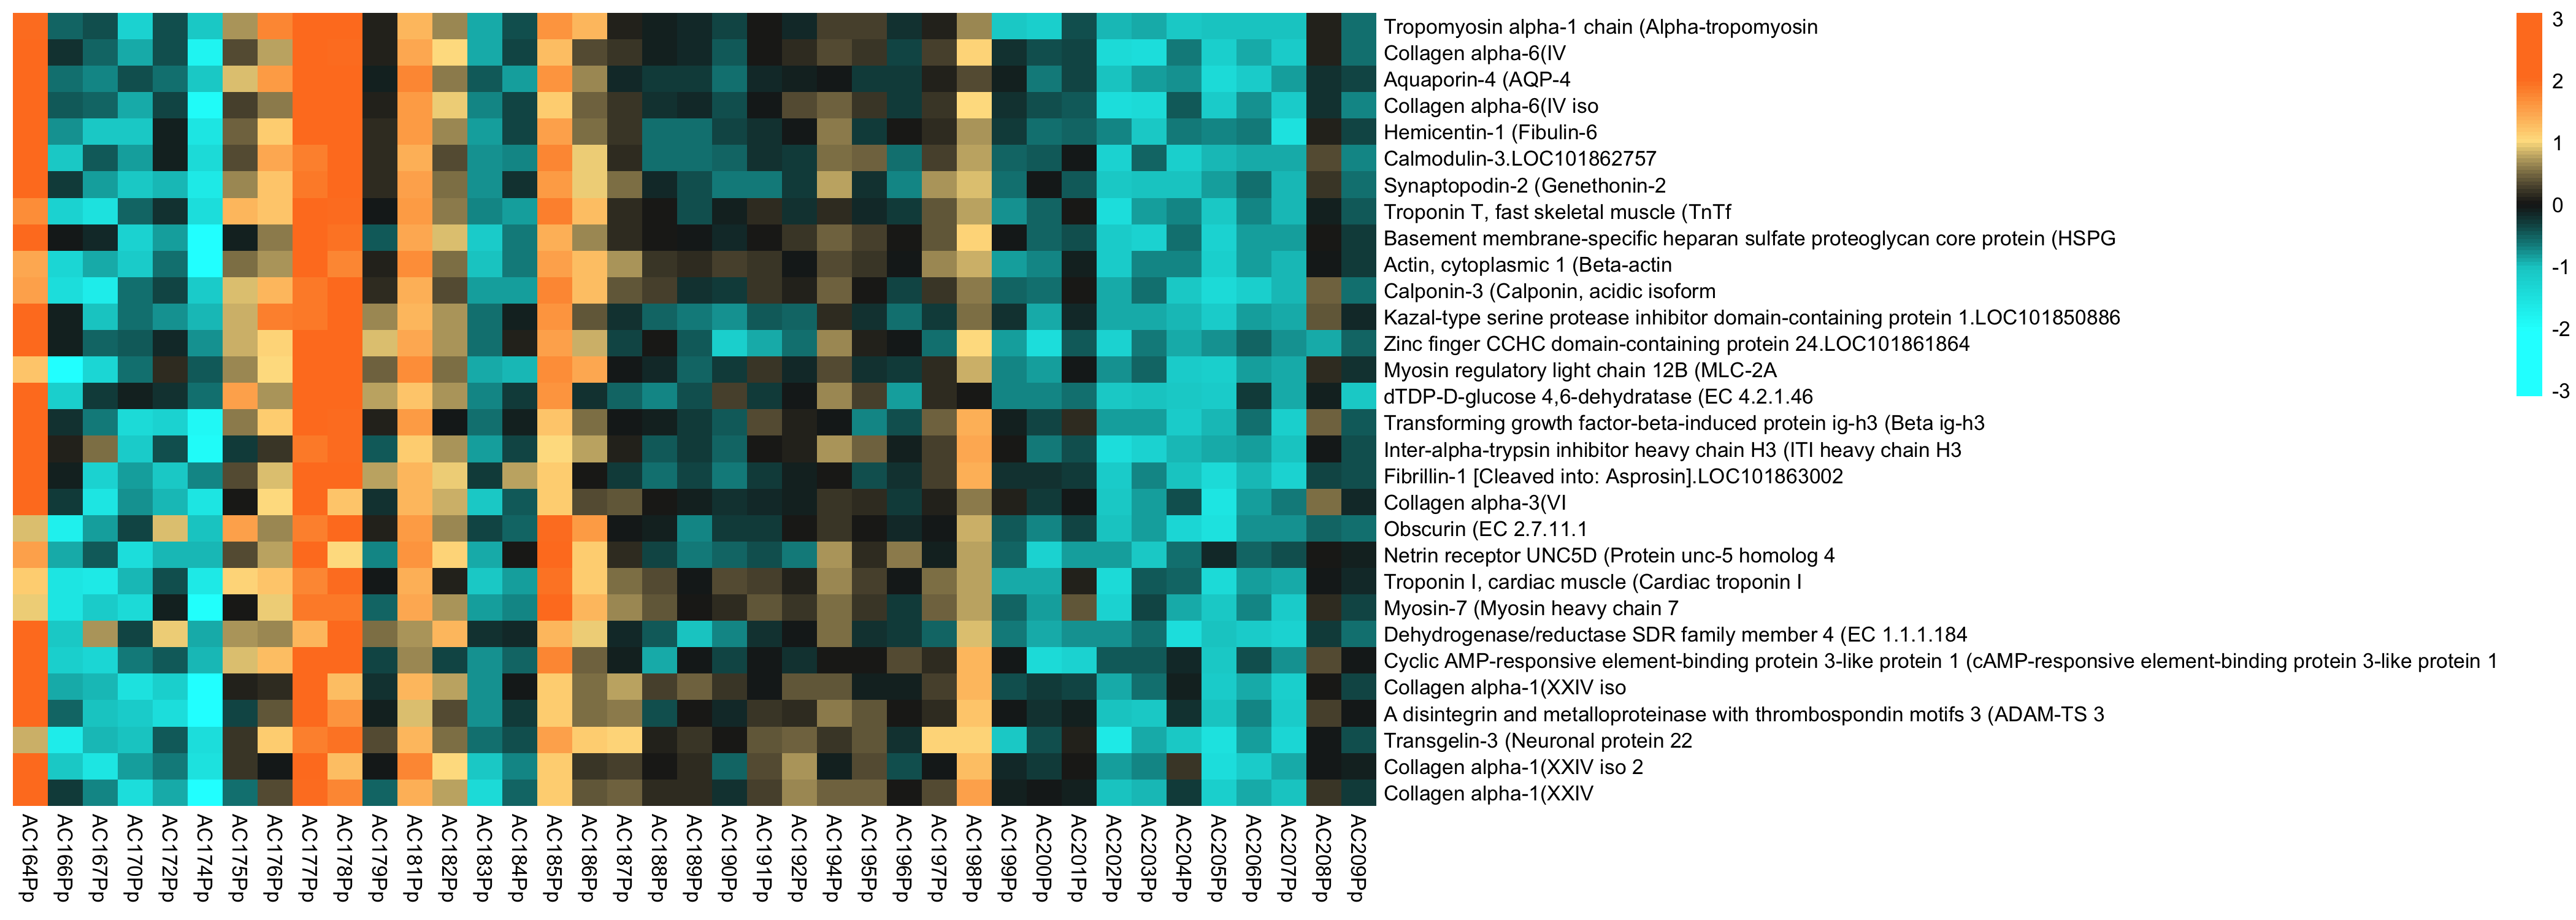 Tropomyosin alpha-1 chain (Alpha-tropomyosin
Collagen alpha-6(IV
Aquaporin-4 (AQP-4
Collagen alpha-6(IV iso
Hemicentin-1 (Fibulin-6
Calmodulin-3.LOC101862757
Synaptopodin-2 (Genethonin-2
Troponin T, fast skeletal muscle (TnTf
Basement membrane-specific heparan sulfate proteoglycan core protein (HSPG
Actin, cytoplasmic 1 (Beta-actin
Calponin-3 (Calponin, acidic isoform
Kazal-type serine protease inhibitor domain-containing protein 1.LOC101850886
Zinc finger CCHC domain-containing protein 24.LOC101861864
Myosin regulatory light chain 12B (MLC-2A
dTDP-D-glucose 4,6-dehydratase (EC 4.2.1.46
Transforming growth factor-beta-induced protein ig-h3 (Beta ig-h3
Inter-alpha-trypsin inhibitor heavy chain H3 (ITI heavy chain H3
Fibrillin-1 [Cleaved into: Asprosin].LOC101863002
Collagen alpha-3(VI
Obscurin (EC 2.7.11.1
Netrin receptor UNC5D (Protein unc-5 homolog 4
Troponin I, cardiac muscle (Cardiac troponin I
Myosin-7 (Myosin heavy chain 7
Dehydrogenase/reductase SDR family member 4 (EC 1.1.1.184
Cyclic AMP-responsive element-binding protein 3-like protein 1 (cAMP-responsive element-binding protein 3-like protein 1
Collagen alpha-1(XXIV iso
A disintegrin and metalloproteinase with thrombospondin motifs 3 (ADAM-TS 3
Transgelin-3 (Neuronal protein 22
Collagen alpha-1(XXIV iso 2
Collagen alpha-1(XXIV
3
2
1
0
-1
-2
-3
AC164Pp
AC166Pp
AC167Pp
AC170Pp
AC172Pp
AC174Pp
AC175Pp
AC176Pp
AC177Pp
AC178Pp
AC179Pp
AC181Pp
AC182Pp
AC183Pp
AC184Pp
AC185Pp
AC186Pp
AC187Pp
AC188Pp
AC189Pp
AC190Pp
AC191Pp
AC192Pp
AC194Pp
AC195Pp
AC196Pp
AC197Pp
AC198Pp
AC199Pp
AC200Pp
AC201Pp
AC202Pp
AC203Pp
AC204Pp
AC205Pp
AC206Pp
AC207Pp
AC208Pp
AC209Pp